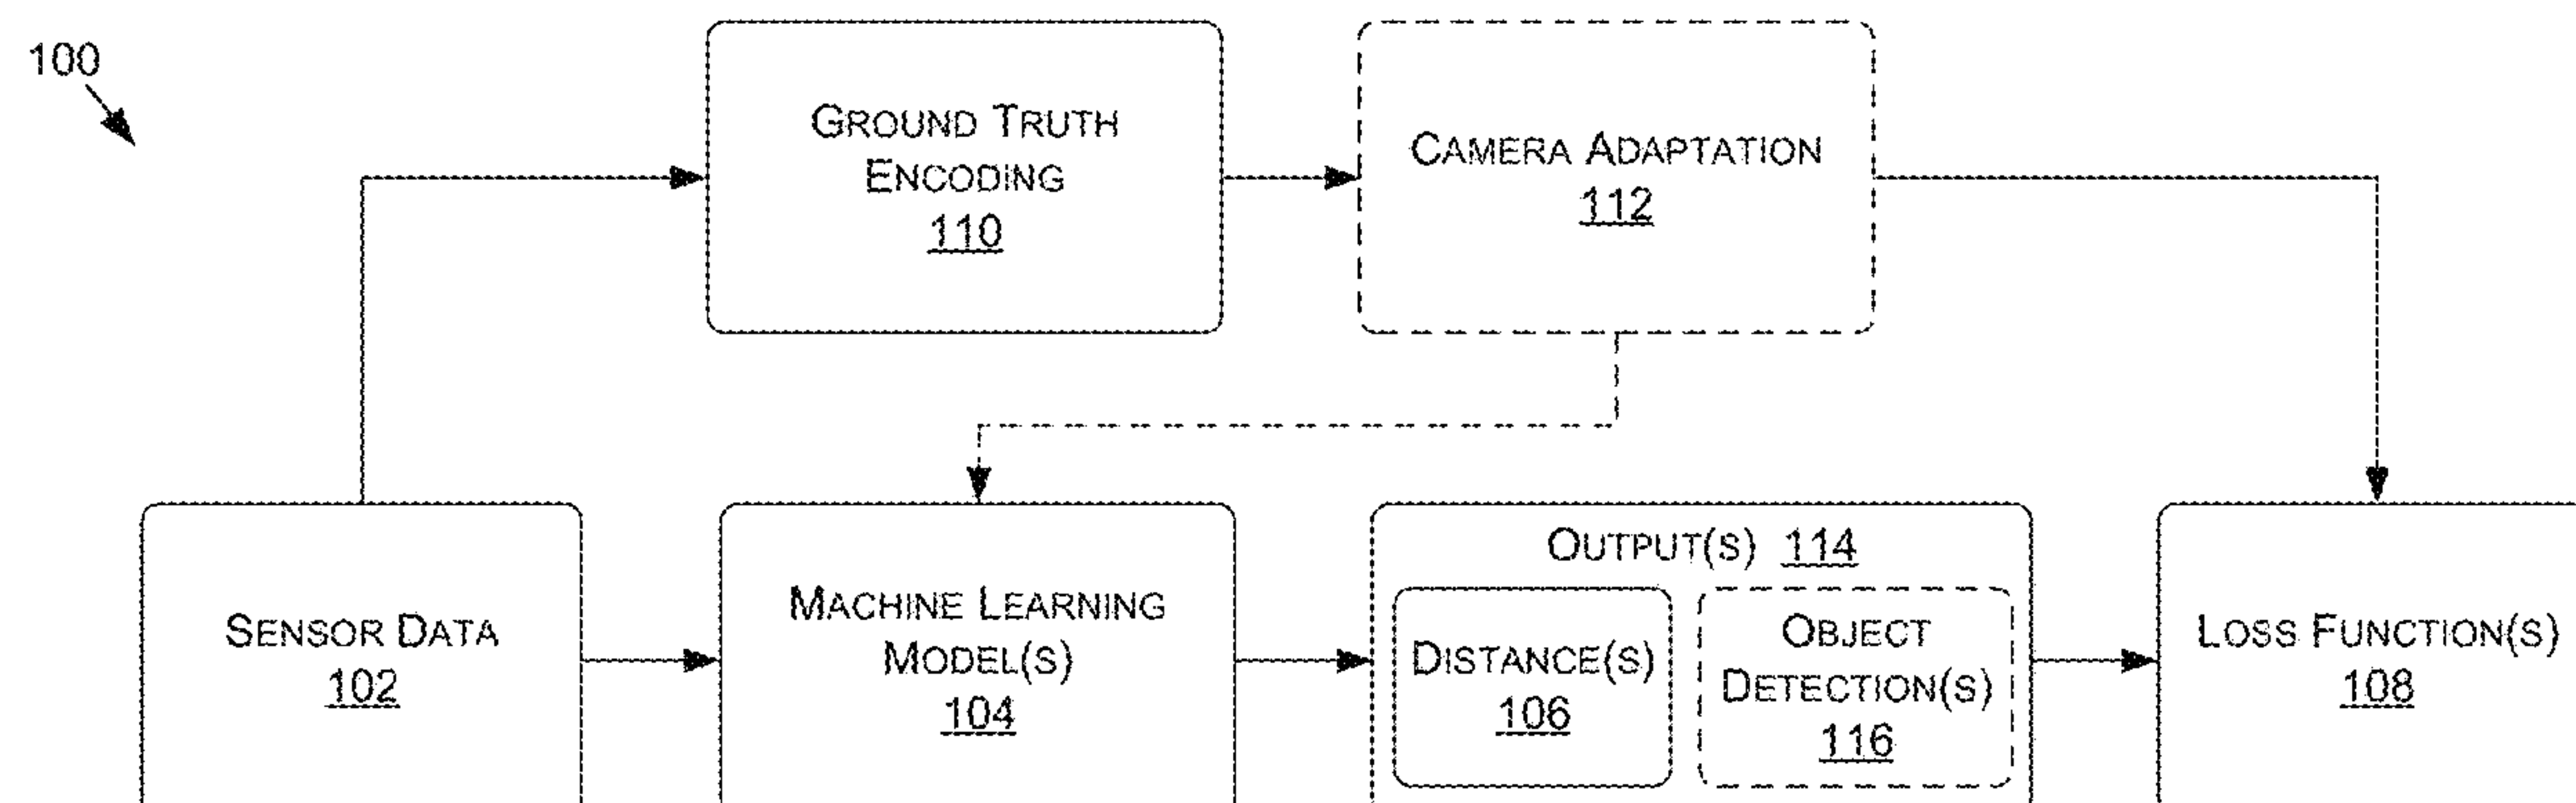 100
GROUND TRUTH
ENCODING
110
CAMERA ADAPTATION
112
SENSOR DATA
102
MACHINE LEARNING
MODEL(S)
104
OUTPUT(S) 114
DISTANCE(S)
106
OBJECT
DETECTION(S)
116
LOSS FUNCTION(S)
108